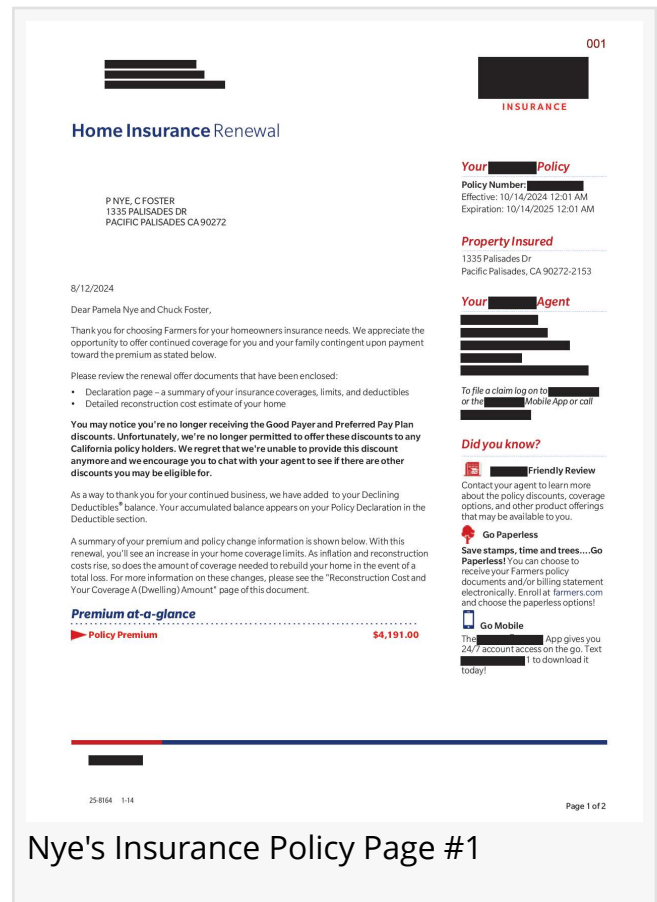 001
INSURANCE
Home Insurance Renewal
P NYE, C FOSTER
1335 PALISADES DR
PACIFIC PALISADES CA 90272
8/12/2024
Dear Pamela Nye and Chuck Foster,
Thank you for choosing Farmers for your homeowners insurance needs. We appreciate the
opportunity to offer continued coverage for you and your family contingent upon payment
toward the premium as stated below.
Please review the renewal offer documents that have been enclosed:
• Declaration page – a summary of your insurance coverages, limits, and deductibles
• Detailed reconstruction cost estimate of your home
You may notice you're no longer receiving the Good Payer and Preferred Pay Plan
discounts. Unfortunately, we're no longer permitted to offer these discounts to any
California policy holders. We regret that we're unable to provide this discount
anymore and we encourage you to chat with your agent to see if there are other
discounts you may be eligible for.
As a way to thank you for your continued business, we have added to your Declining
Deductibles® balance. Your accumulated balance appears on your Policy Declaration in the
Deductible section.
A summary of your premium and policy change information is shown below. With this
renewal, you'll see an increase in your home coverage limits. As inflation and reconstruction
costs rise, so does the amount of coverage needed to rebuild your home in the event of a
total loss. For more information on these changes, please see the "Reconstruction Cost and
Your Coverage A (Dwelling) Amount" page of this document.
Premium at-a-glance
Policy Premium $4,191.00
Your Policy
Policy Number:
Effective: 10/14/2024 12:01 AM
Expiration: 10/14/2025 12:01 AM
Property Insured
1335 Palisades Dr
Pacific Palisades, CA 90272-2153
Your Agent
To file a claim log on to
or the Mobile App or call
Did you know?
Friendly Review
Contact your agent to learn more
about the policy discounts, coverage
options, and other product offerings
that may be available to you.
Go Paperless
Save stamps, time and trees....Go
Paperless! You can choose to
receive your Farmers policy
documents and/or billing statement
electronically. Enroll at farmers.com
and choose the paperless options!
Go Mobile
The App gives you
24/7 account access on the go. Text
1 to download it
today!
25-8164 1-14
Page 1 of 2
Nye's Insurance Policy Page #1